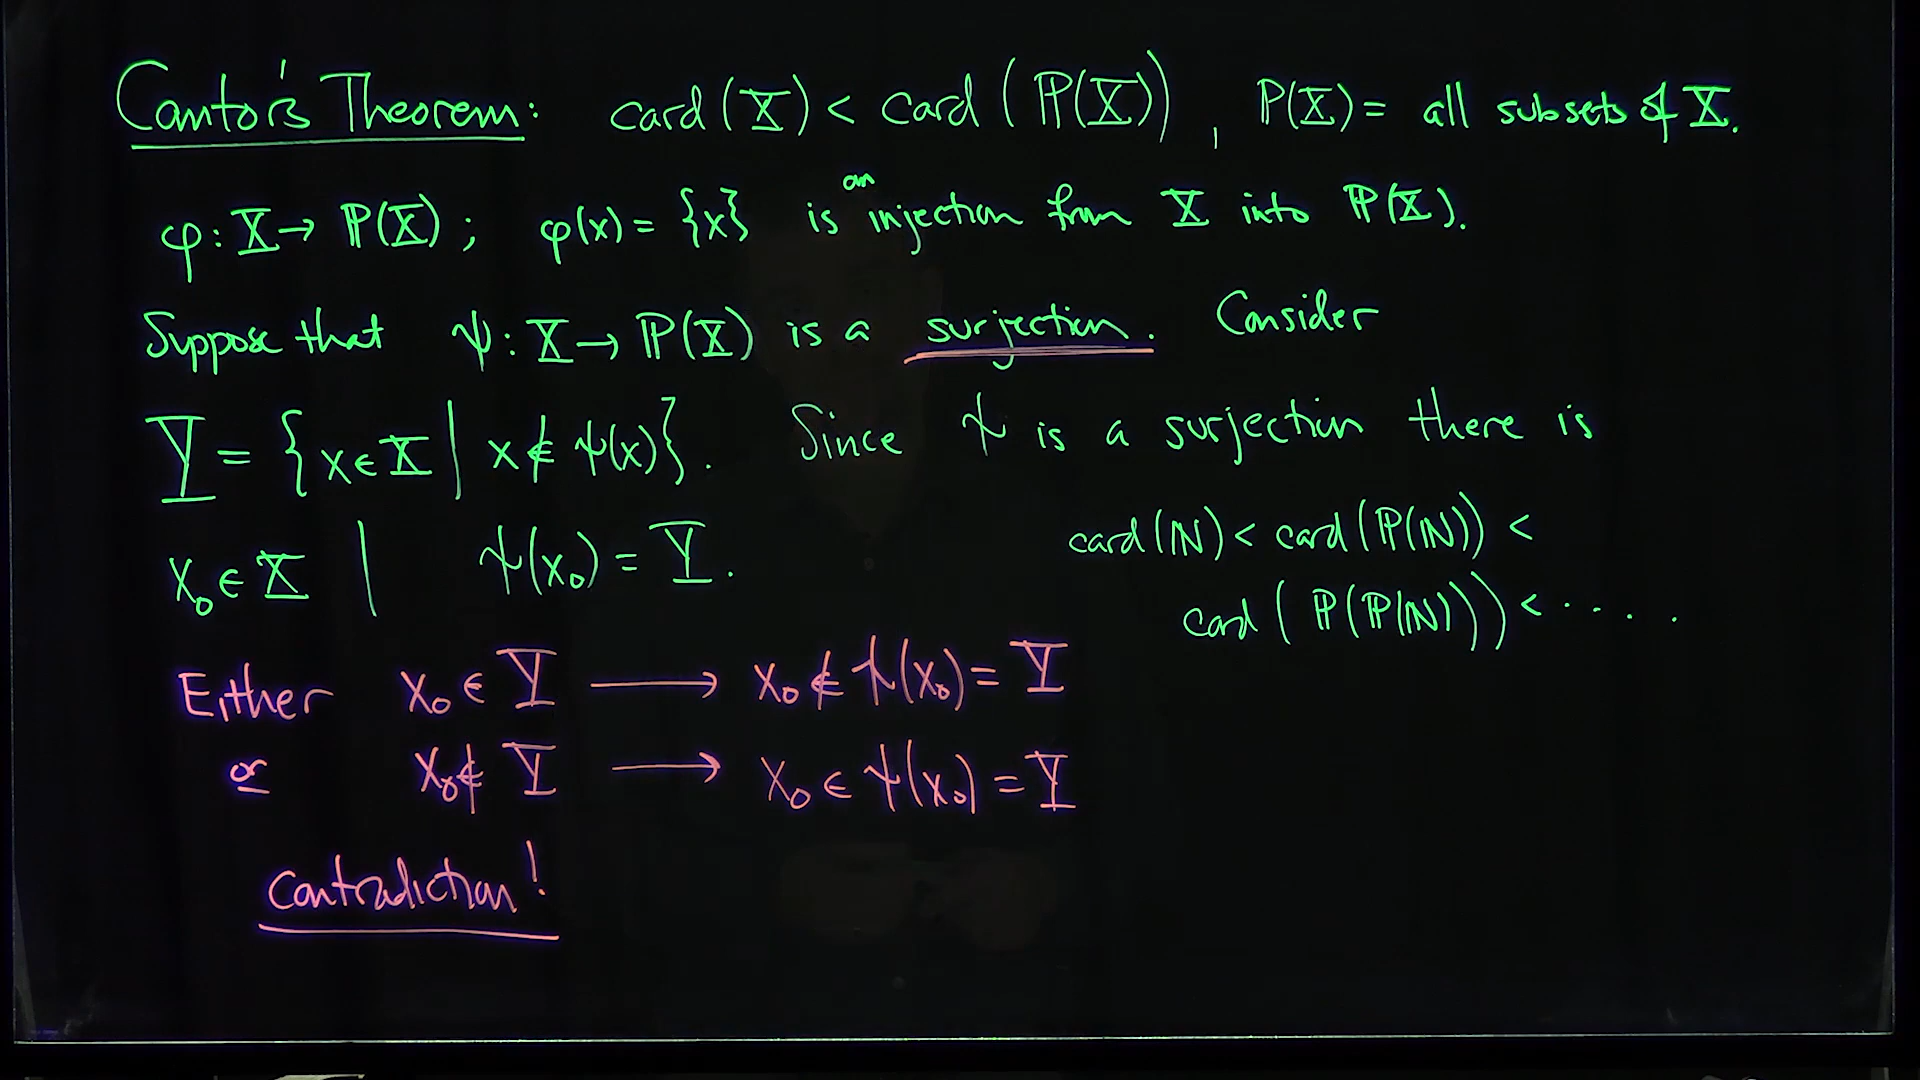 Cantor's Theorem: card(X) < card(ℙ(X)), ℙ(X) = all subsets of X.
φ: X → ℙ(X); φ(x) = {x} is an injection from X into ℙ(X).
Suppose that ψ: X → ℙ(X) is a surjection. Consider
Y = {x ∈ X | x ∉ ψ(x)}. Since ψ is a surjection there is
x₀ ∈ X | ψ(x₀) = Y.
card(ℕ) < card(ℙ(ℕ)) <
card(ℙ(ℙ(ℕ))) < . . . . .
Either x₀ ∈ Y ⟶ x₀ ∉ ψ(x₀) = Y
or x₀ ∉ Y ⟶ x₀ ∈ ψ(x₀) = Y
Contradiction!